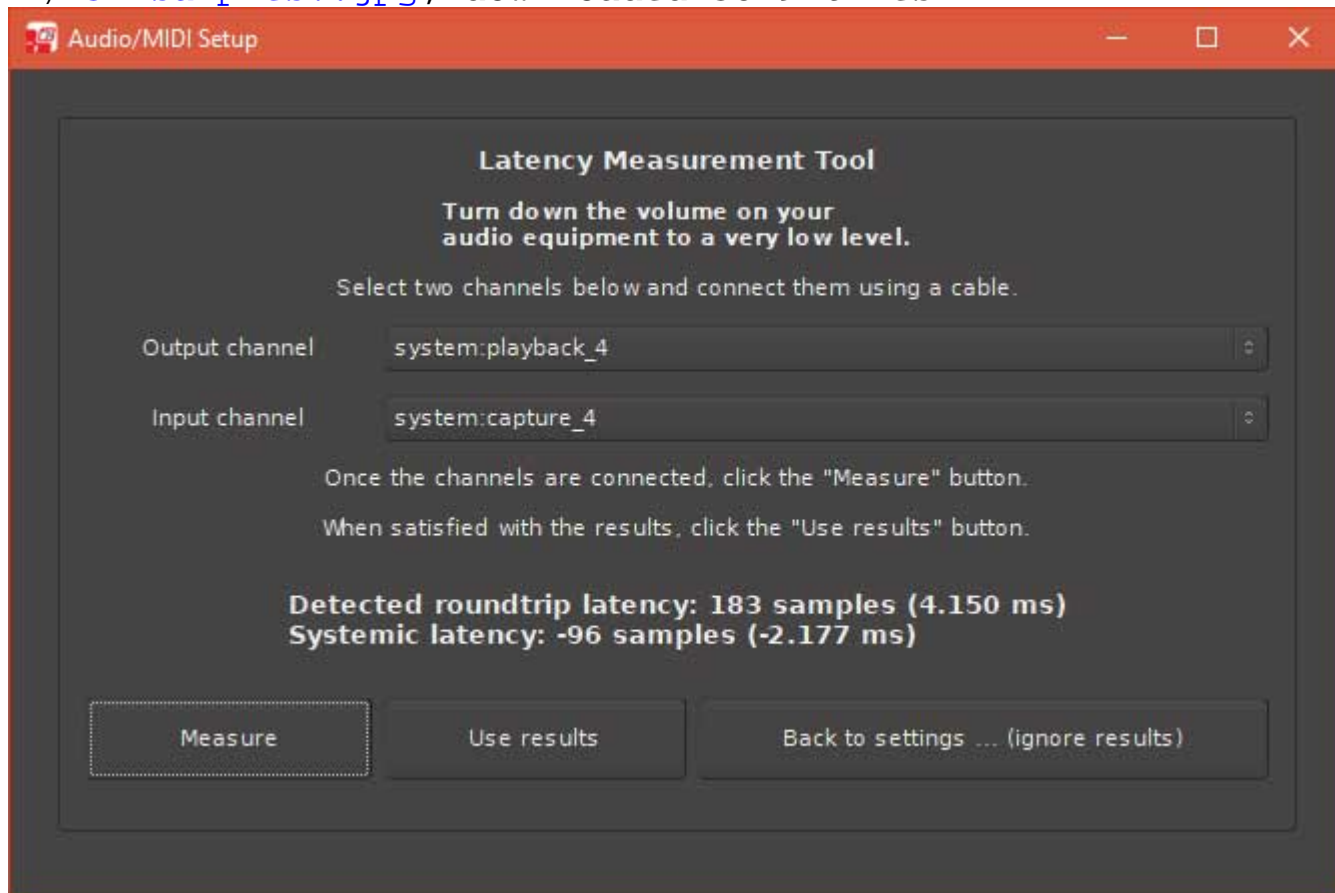 Audio/MIDI Setup
Latency Measurement Tool
Turn down the volume on your
audio equipment to a very low level.
Select two channels below and connect them using a cable.
Output channel system:playback_4
Input channel system:capture_4
Once the channels are connected, click the "Measure" button.
When satisfied with the results, click the "Use results" button.
Detected roundtrip latency: 183 samples (4.150 ms)
Systemic latency: -96 samples (-2.177 ms)
Measure Use results Back to settings ... (ignore results)